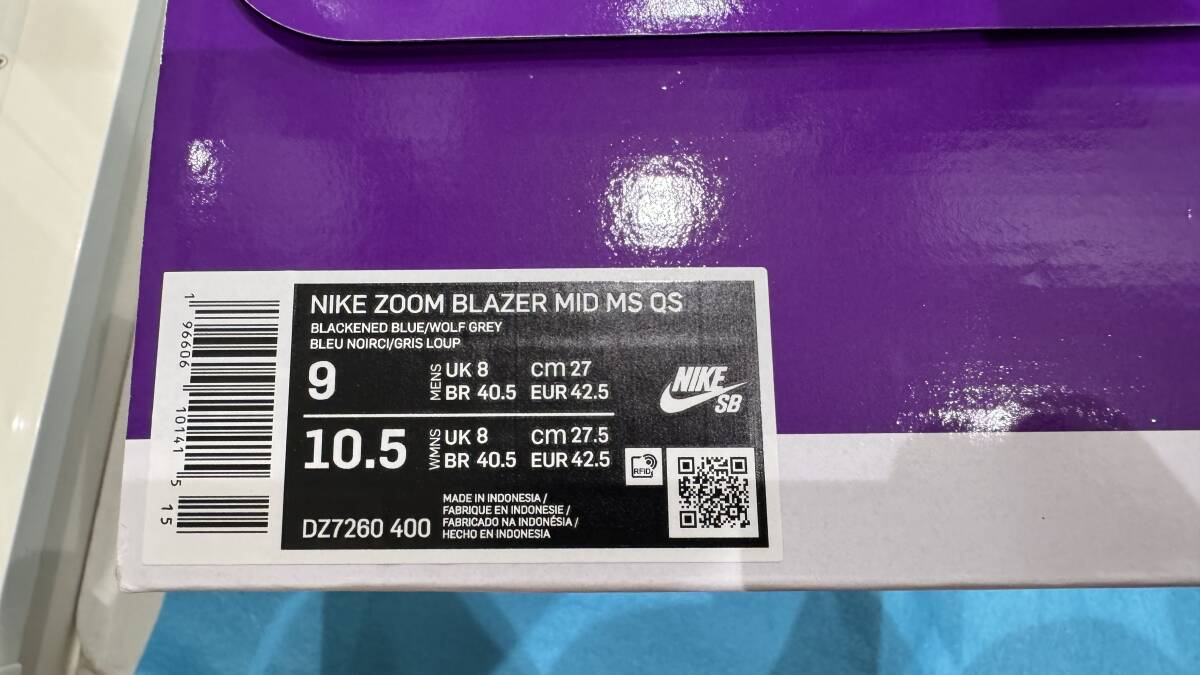 NIKE ZOOM BLAZER MID MS QS
BLACKENED BLUE/WOLF GREY
BLEU NOIRCI/GRIS LOUP
9 MENS UK 8 cm 27
BR 40.5 EUR 42.5
10.5 WMNS UK 8 cm 27.5
BR 40.5 EUR 42.5
NIKE
SB
RFID
MADE IN INDONESIA /
FABRIQUE EN INDONESIE /
FABRICADO NA INDONÉSIA /
HECHO EN INDONESIA
DZ7260 400
1 96606 10141 5
15